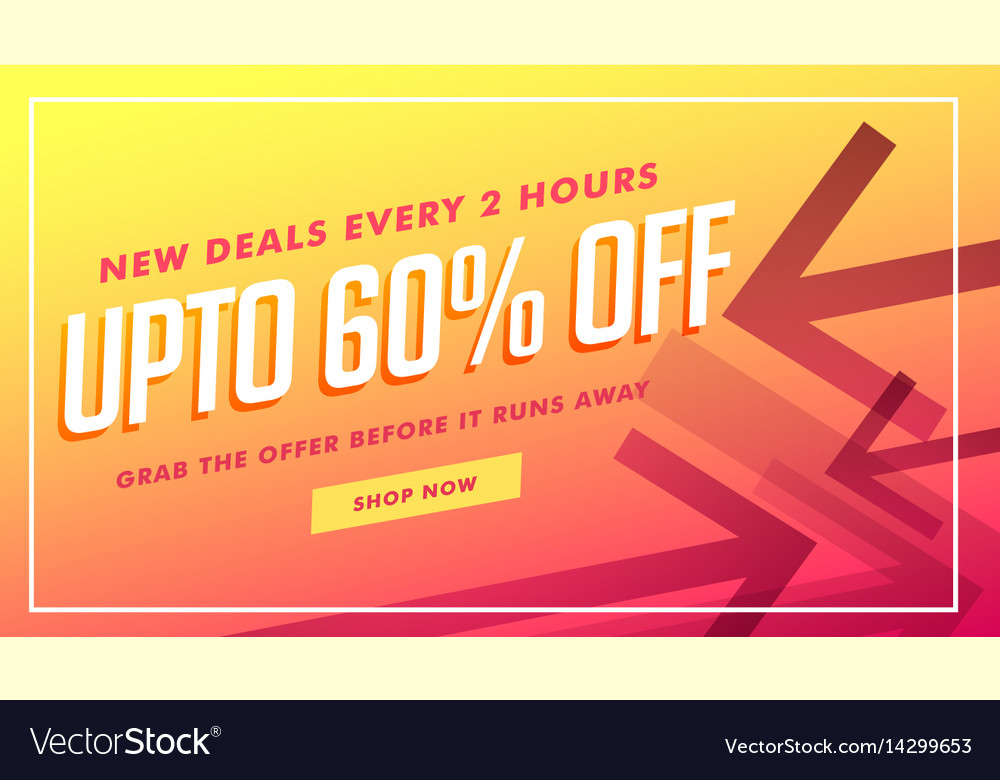 NEW DEALS EVERY 2 HOURS
UPTO 60% OFF
GRAB THE OFFER BEFORE IT RUNS AWAY
SHOP NOW
VectorStock®
VectorStock.com/14299653